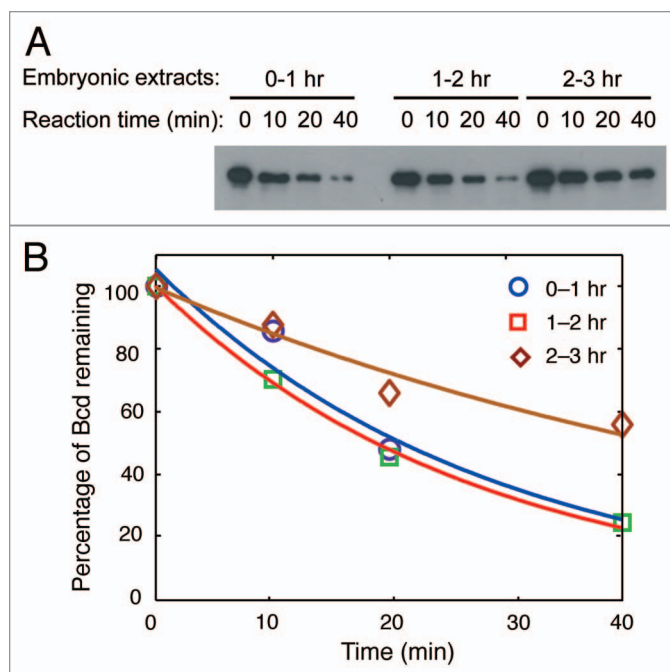 A
Embryonic extracts: 0-1 hr 1-2 hr 2-3 hr
Reaction time (min): 0 10 20 40 0 10 20 40 0 10 20 40
B
Percentage of Bcd remaining
100
80
60
40
20
0
0–1 hr
1–2 hr
2–3 hr
0 10 20 30 40
Time (min)